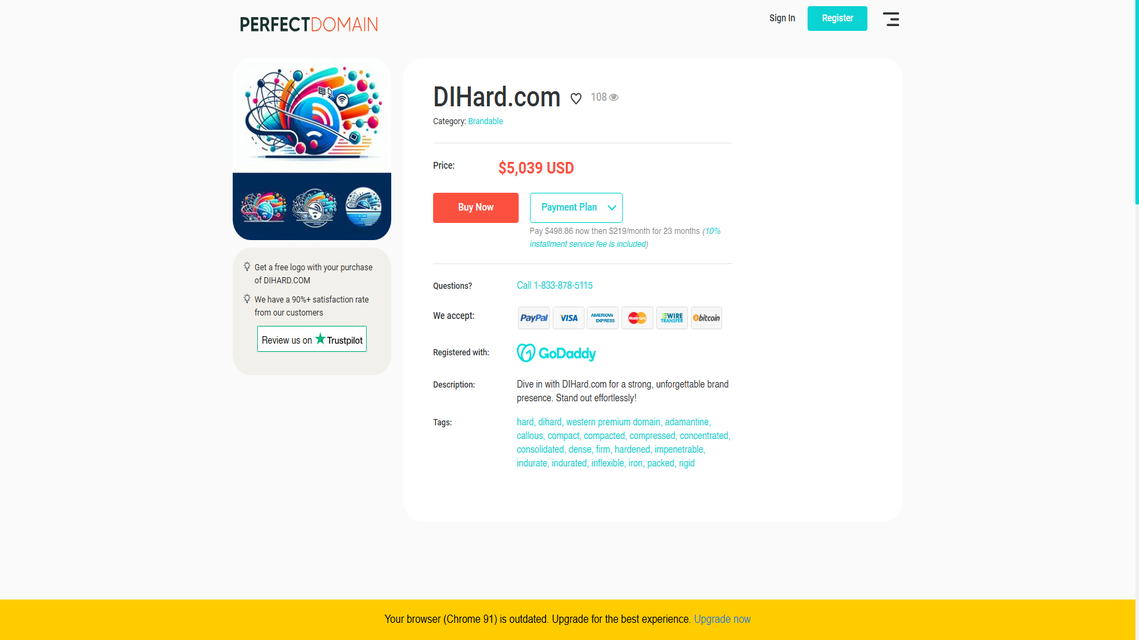 PERFECTDOMAIN
Sign In
Register
DIHard.com
108
Category: Brandable
Price:
$5,039 USD
Buy Now
Payment Plan
Pay $498.86 now then $219/month for 23 months (10%
installment service fee is included)
Get a free logo with your purchase
of DIHARD.COM
We have a 90%+ satisfaction rate
from our customers
Review us on Trustpilot
Questions?
Call 1-833-878-5115
We accept:
PayPal
VISA
AMERICAN
EXPRESS
MasterCard
WIRE
TRANSFER
bitcoin
Registered with:
GoDaddy
Description:
Dive in with DIHard.com for a strong, unforgettable brand
presence. Stand out effortlessly!
Tags:
hard, dihard, western premium domain, adamantine,
callous, compact, compacted, compressed, concentrated,
consolidated, dense, firm, hardened, impenetrable,
indurate, indurated, inflexible, iron, packed, rigid
Your browser (Chrome 91) is outdated. Upgrade for the best experience. Upgrade now